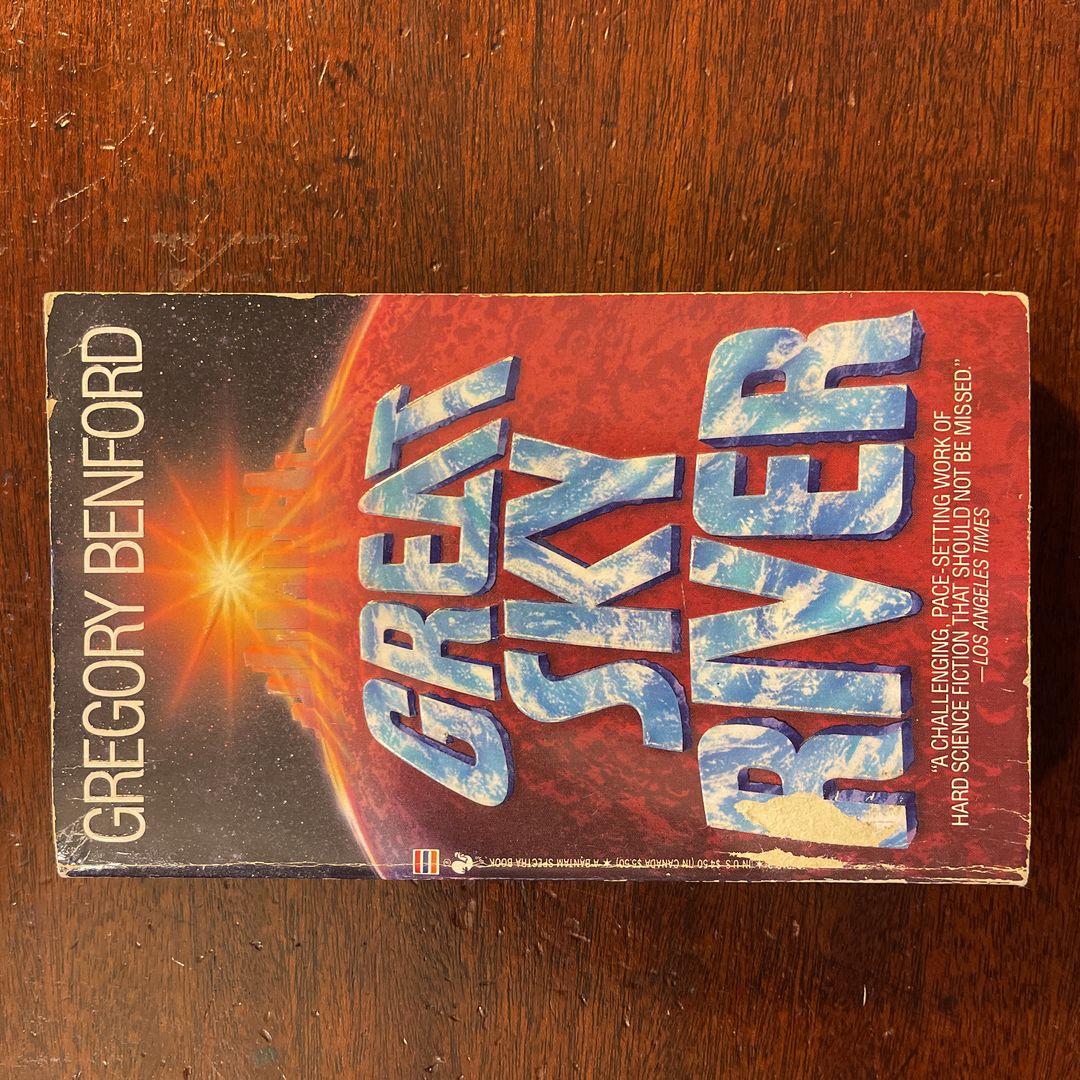 GREGORY BENFORD
GREAT
SKY
RIVER
"A CHALLENGING, PACE-SETTING WORK OF
HARD SCIENCE FICTION THAT SHOULD NOT BE MISSED."
—LOS ANGELES TIMES
IN U.S. $4.50 (IN CANADA $5.50) ★ A BANTAM SPECTRA BOOK